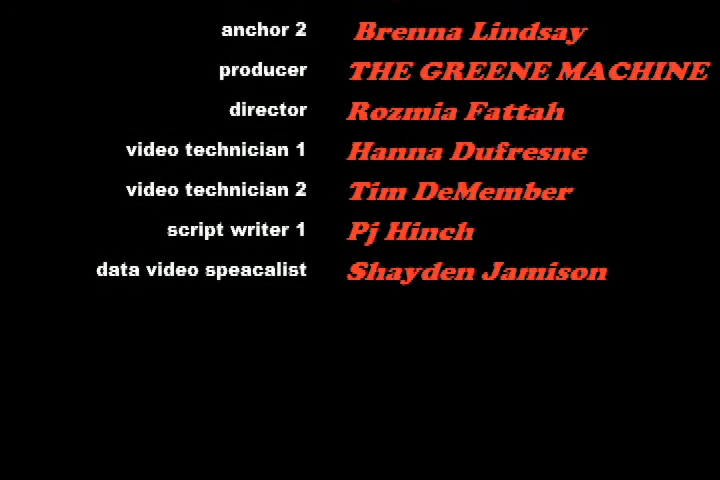 anchor 2 Brenna Lindsay
producer THE GREENE MACHINE
director Rozmia Fattah
video technician 1 Hanna Dufresne
video technician 2 Tim DeMember
script writer 1 Pj Hinch
data video speacalist Shayden Jamison